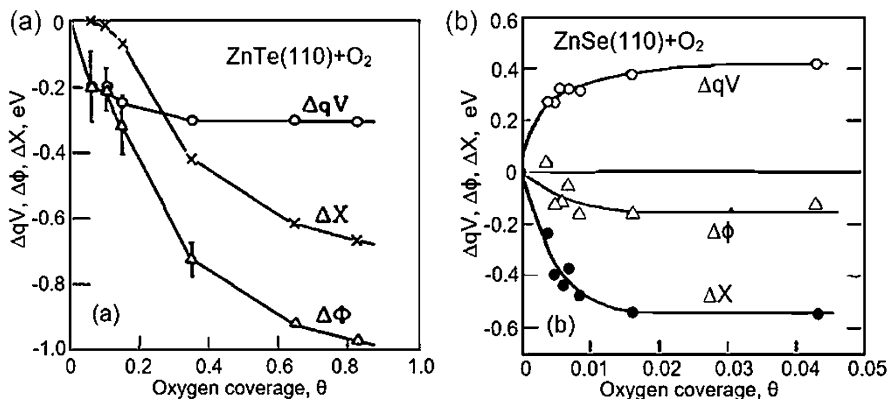 (a)
ZnTe(110)+O₂
ΔqV
ΔX
ΔΦ
(a)
ΔqV, Δϕ, ΔX, eV
0
-0.2
-0.4
-0.6
-0.8
-1.0
0
0.2
0.4
0.6
0.8
1.0
Oxygen coverage, θ
(b)
ZnSe(110)+O₂
ΔqV
Δϕ
ΔX
(b)
ΔqV, Δϕ, ΔX, eV
0.6
0.4
0.2
0
-0.2
-0.4
-0.6
0
0.01
0.02
0.03
0.04
0.05
Oxygen coverage, θ